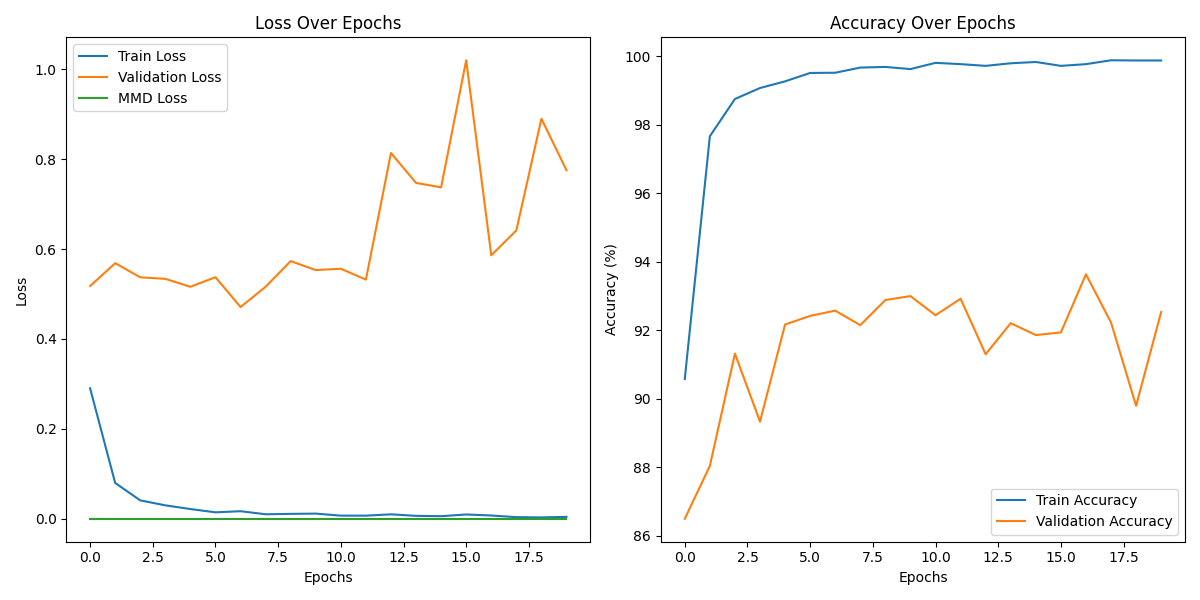 Loss Over Epochs
Train Loss
Validation Loss
MMD Loss
1.0
0.8
0.6
0.4
0.2
0.0
Loss
0.0 2.5 5.0 7.5 10.0 12.5 15.0 17.5
Epochs
Accuracy Over Epochs
100
98
96
94
92
90
88
86
Accuracy (%)
Train Accuracy
Validation Accuracy
0.0 2.5 5.0 7.5 10.0 12.5 15.0 17.5
Epochs